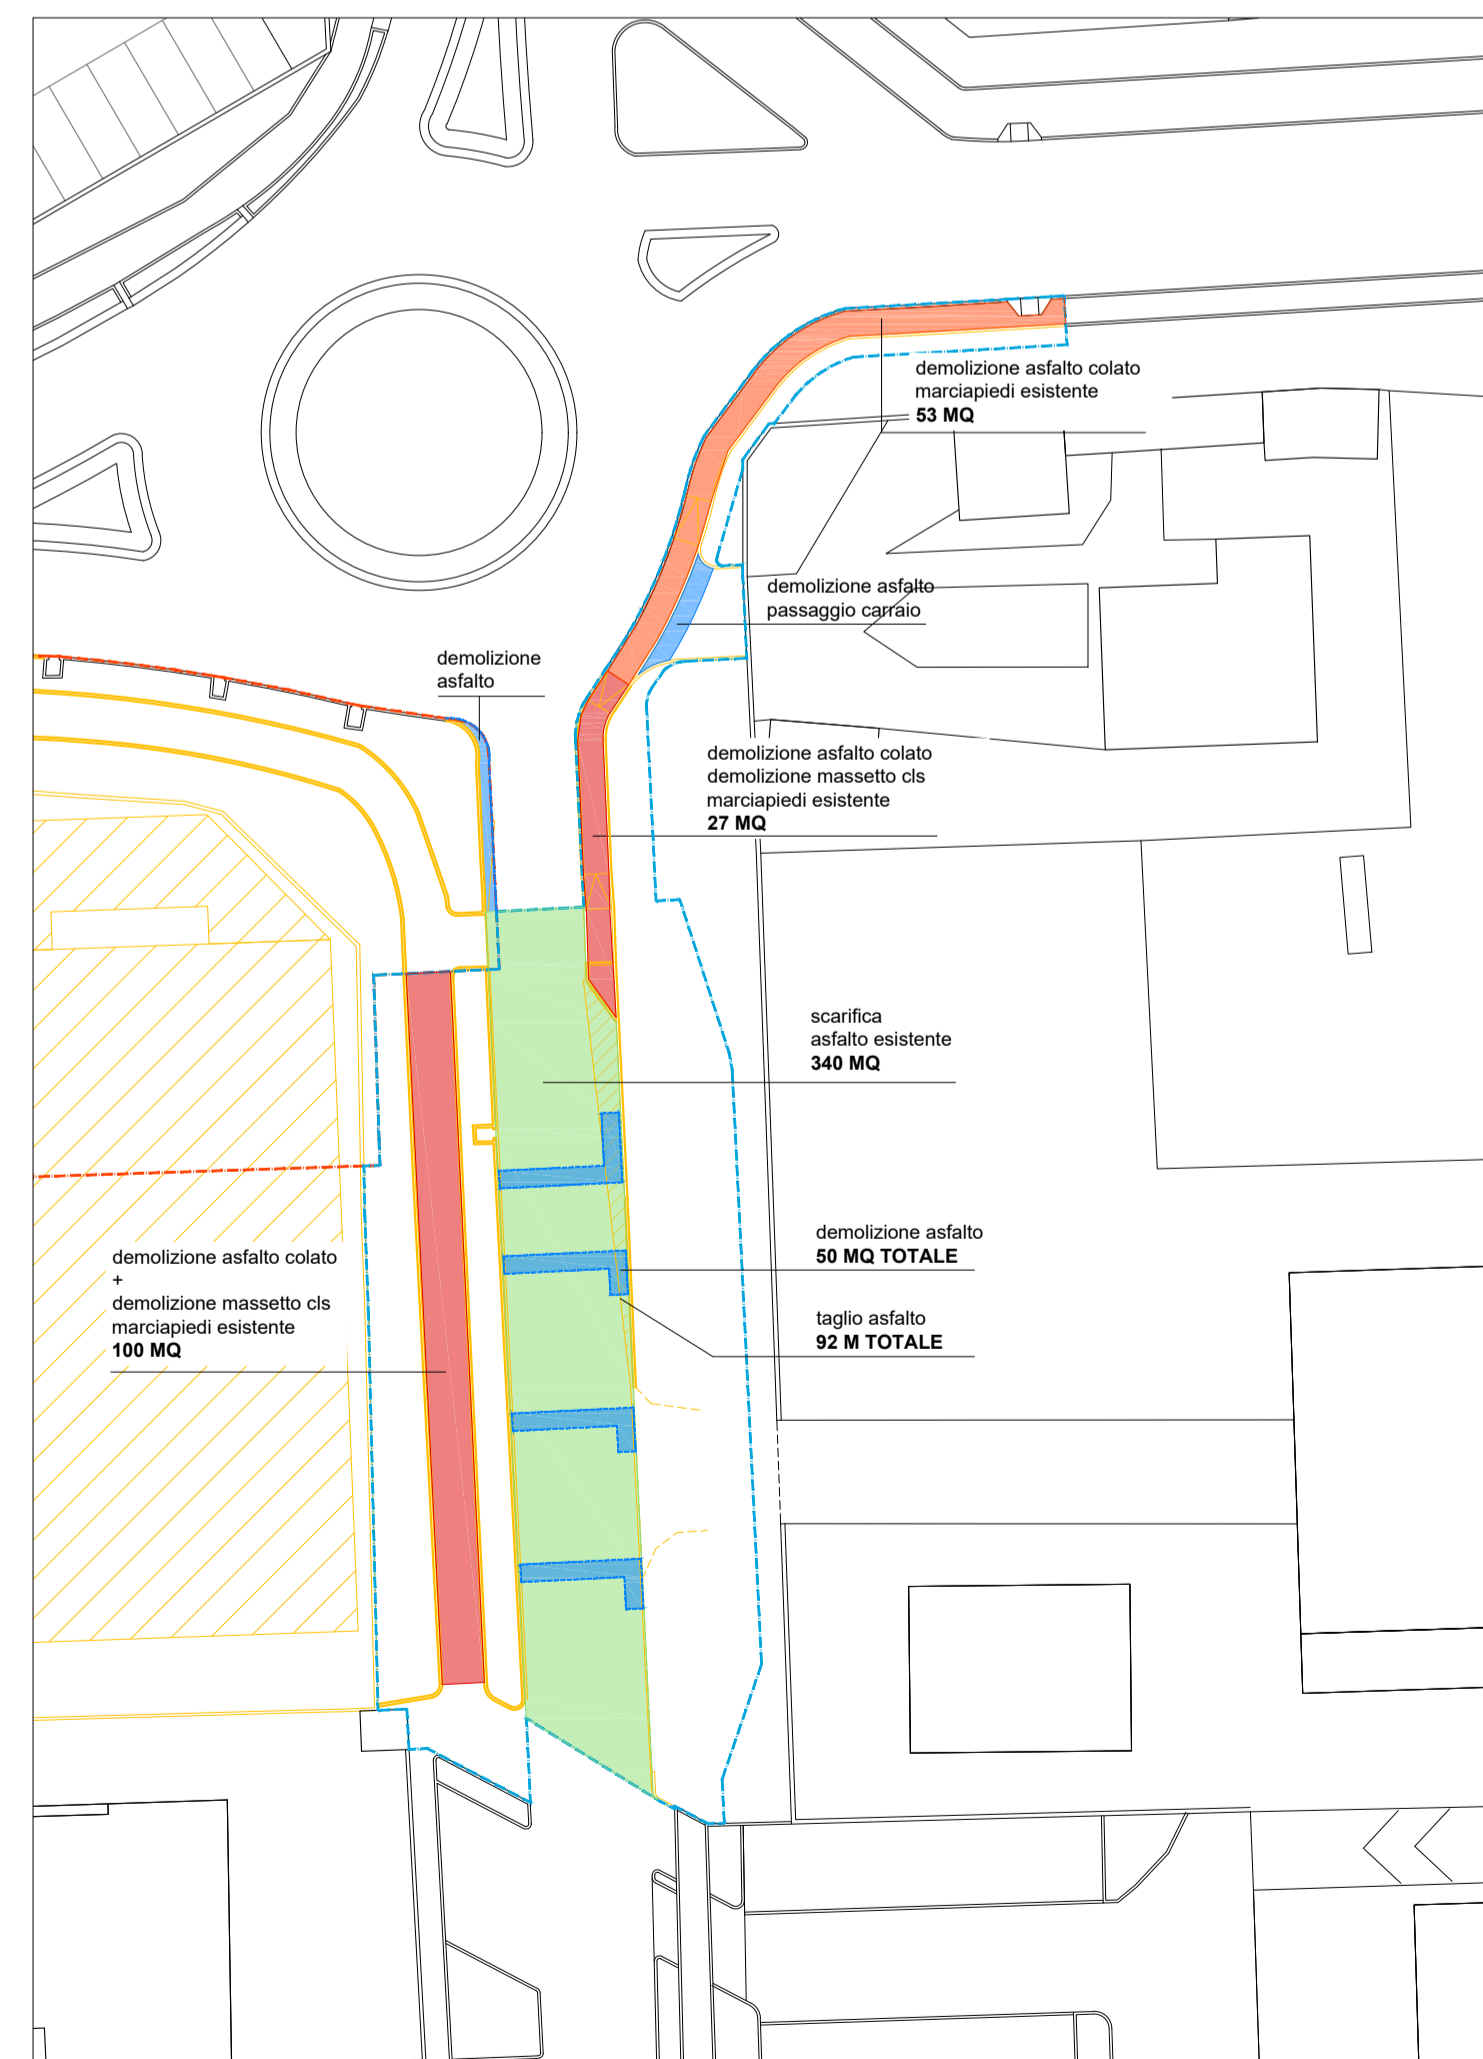 demolizione asfalto colato
marciapiedi esistente
53 MQ
demolizione asfalto
passaggio carraio
demolizione
asfalto
demolizione asfalto colato
demolizione massetto cls
marciapiedi esistente
27 MQ
scarifica
asfalto esistente
340 MQ
demolizione asfalto
50 MQ TOTALE
demolizione asfalto colato
+
demolizione massetto cls
marciapiedi esistente
100 MQ
taglio asfalto
92 M TOTALE